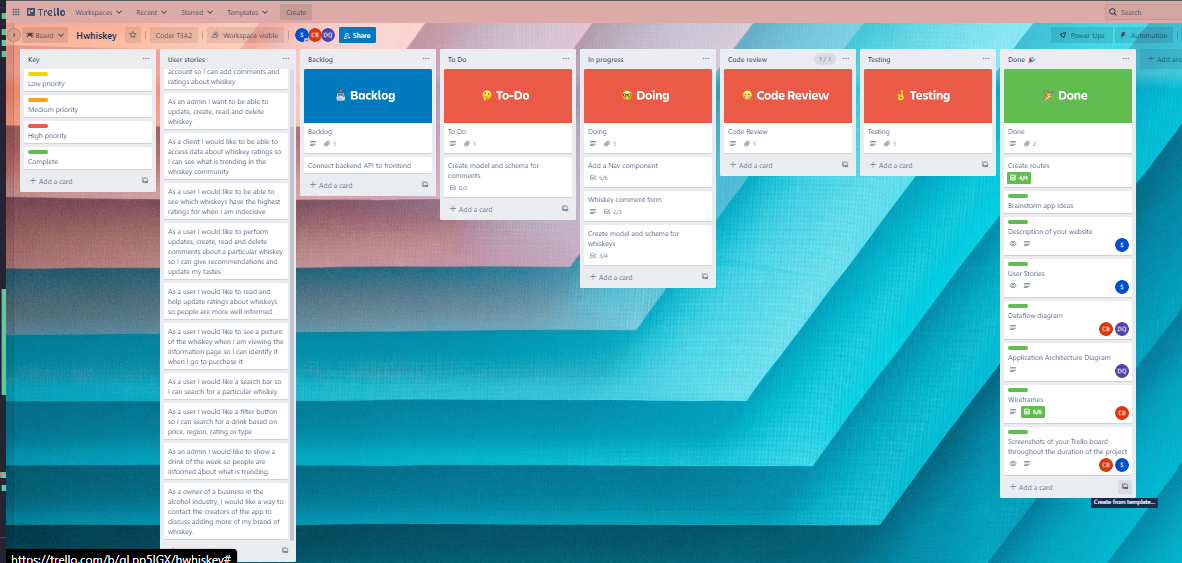 Trello
Workspaces
Recent
Starred
Templates
Create
Search
Board
Hwhiskey
Coder T3A2
Workspace visible
S
CB
DQ
Share
Power Ups
Automation
Key
Low priority
Medium priority
High priority
Complete
+ Add a card
User stories
account so I can add comments and
ratings about whiskey
As an admin I want to be able to
update, create, read and delete
whiskey
As a client I would like to be able to
access data about whiskey ratings so
I can see what is trending in the
whiskey community
As a user I would like to be able to
see which whiskeys have the highest
ratings for when I am indecisive
As a user I would like to perform
updates, create, read and delete
comments about a particular whiskey
so I can give recommendations and
update my tastes
As a user I would like to read and
help update ratings about whiskeys
so people are more well informed
As a user I would like to see a picture
of the whiskey when I am viewing the
information page so I can identify it
when I go to purchase it
As a user I would like a search bar so
I can search for a particular whiskey
As a user I would like a filter button
so i can search for a drink based on
price, region, rating or type
As an admin I would like to show a
drink of the week so people are
informed about what is trending.
As a owner of a business in the
alcohol industry, I would like a way to
contact the creators of the app to
discuss adding more of my brand of
whiskey.
Backlog
Backlog
Backlog
1
Connect backend API to frontend
+ Add a card
To Do
To-Do
To Do
1
Create model and schema for
comments
0/2
+ Add a card
In progress
Doing
Doing
1
Add a Nav component
5/6
Whiskey comment form
2/3
Create model and schema for
whiskeys
3/4
+ Add a card
Code review
1 / 3
Code Review
Code Review
1
+ Add a card
Testing
Testing
Testing
1
+ Add a card
Done
Done
Done
2
Create routes
4/4
Brainstorm app ideas
Description of your website
S
User Stories
S
Dataflow diagram
CB
DQ
Application Architecture Diagram
DQ
Wireframes
6/6
CB
Screenshots of your Trello board
throughout the duration of the project
CB
S
+ Add a card
Create from template...
+ Add